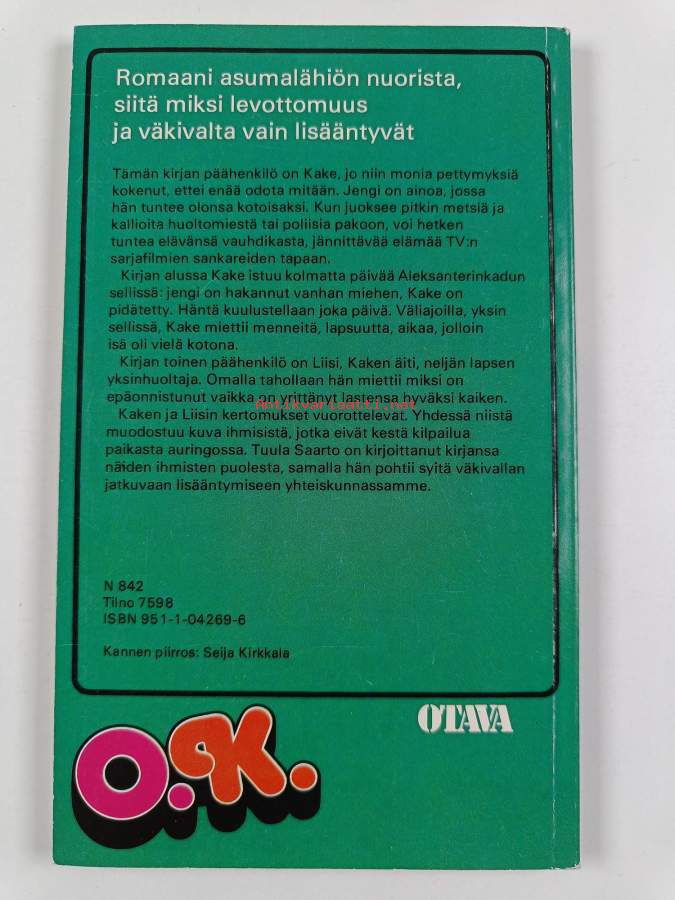 Romaani asumalähiön nuorista,
siitä miksi levottomuus
ja väkivalta vain lisääntyvät
Tämän kirjan päähenkilö on Kake, jo niin monia pettymyksiä
kokenut, ettei enää odota mitään. Jengi on ainoa, jossa
hän tuntee olonsa kotoisaksi. Kun juoksee pitkin metsiä ja
kallioita huoltomiestä tai poliisia pakoon, voi hetken
tuntea elävänsä vauhdikasta, jännittävää elämää TV:n
sarjafilmien sankareiden tapaan.
Kirjan alussa Kake istuu kolmatta päivää Aleksanterinkadun
sellissä: jengi on hakannut vanhan miehen, Kake on
pidätetty. Häntä kuulustellaan joka päivä. Väliajoilla, yksin
sellissä, Kake miettii menneitä, lapsuutta, aikaa, jolloin
isä oli vielä kotona.
Kirjan toinen päähenkilö on Liisi, Kaken äiti, neljän lapsen
yksinhuoltaja. Omalla tahollaan hän miettii miksi on
epäonnistunut vaikka on yrittänyt lastensa hyväksi kaiken.
Antikvariaatti.net
Kaken ja Liisin kertomukset vuorottelevat. Yhdessä niistä
muodostuu kuva ihmisistä, jotka eivät kestä kilpailua
paikasta auringossa. Tuula Saarto on kirjoittanut kirjansa
näiden ihmisten puolesta, samalla hän pohtii syitä väkivallan
jatkuvaan lisääntymiseen yhteiskunnassamme.
N 842
Tilno 7598
ISBN 951-1-04269-6
Kannen piirros: Seija Kirkkala
OTAVA
O.K.